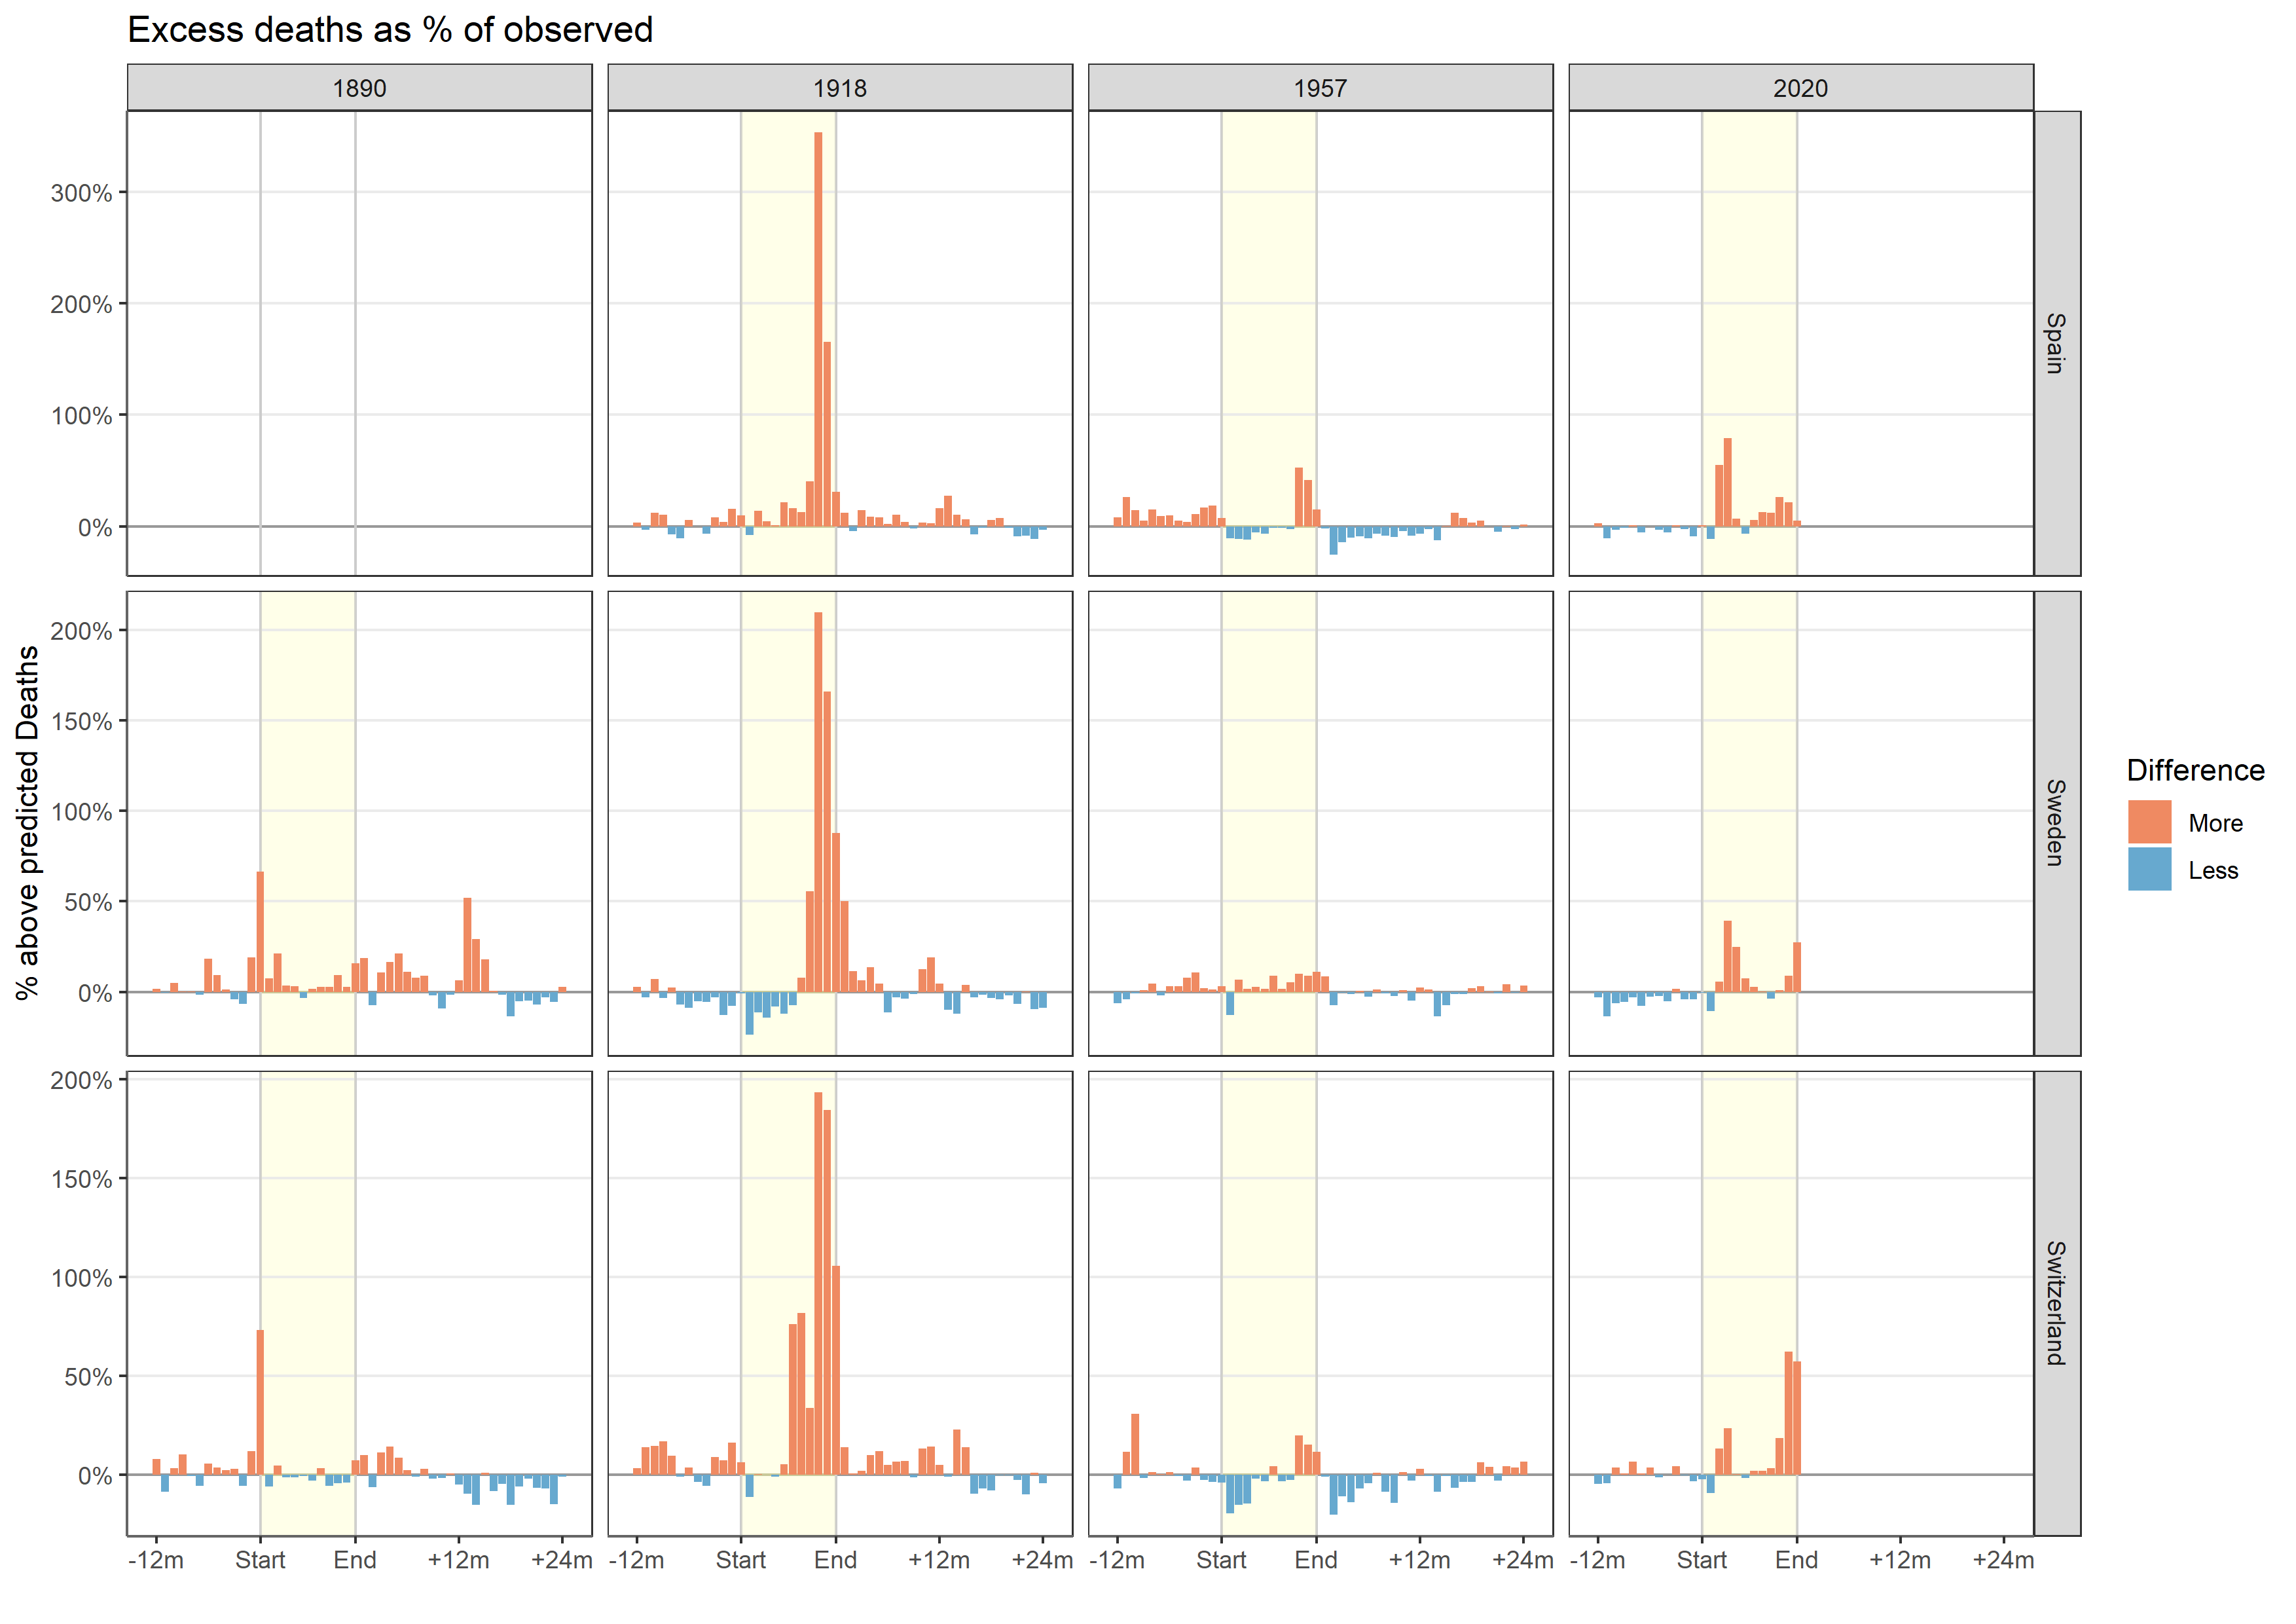 Excess deaths as % of observed
1890 1918 1957 2020
300%
200%
100%
0%
Spain
200%
150%
100%
50%
0%
Sweden
200%
150%
100%
50%
0%
Switzerland
% above predicted Deaths
-12m Start End +12m +24m -12m Start End +12m +24m -12m Start End +12m +24m -12m Start End +12m +24m
Difference
More
Less